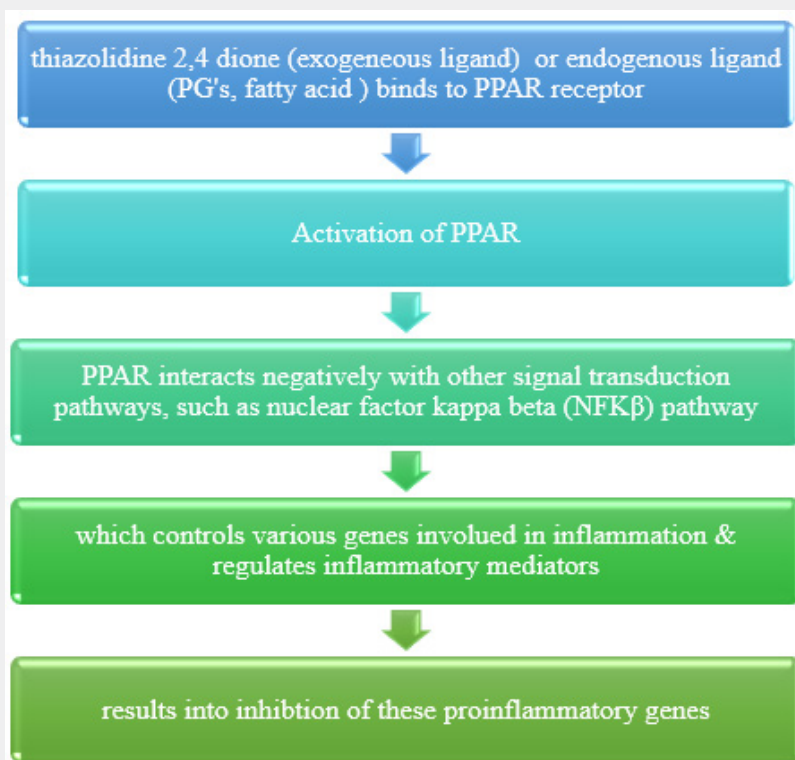 thiazolidine 2,4 dione (exogeneous ligand) or endogenous ligand
(PG's, fatty acid ) binds to PPAR receptor
Activation of PPAR
PPAR interacts negatively with other signal transduction
pathways, such as nuclear factor kappa beta (NFKβ) pathway
which controls various genes involued in inflammation &
regulates inflammatory mediators
results into inhibtion of these proinflammatory genes